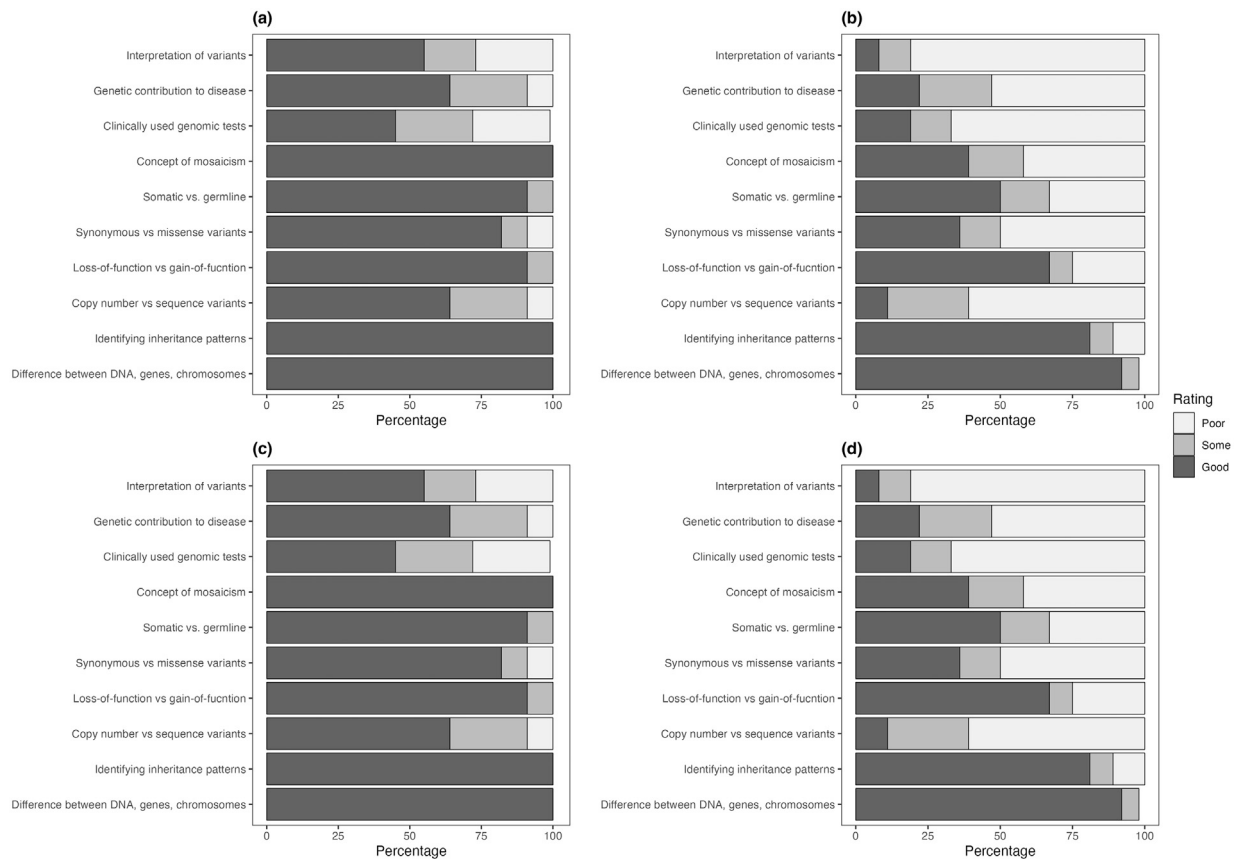 (a)
Interpretation of variants
Genetic contribution to disease
Clinically used genomic tests
Concept of mosaicism
Somatic vs. germline
Synonymous vs missense variants
Loss-of-function vs gain-of-fucntion
Copy number vs sequence variants
Identifying inheritance patterns
Difference between DNA, genes, chromosomes
0 25 50 75 100
Percentage
(b)
Interpretation of variants
Genetic contribution to disease
Clinically used genomic tests
Concept of mosaicism
Somatic vs. germline
Synonymous vs missense variants
Loss-of-function vs gain-of-fucntion
Copy number vs sequence variants
Identifying inheritance patterns
Difference between DNA, genes, chromosomes
0 25 50 75 100
Percentage
Rating
Poor
Some
Good
(c)
Interpretation of variants
Genetic contribution to disease
Clinically used genomic tests
Concept of mosaicism
Somatic vs. germline
Synonymous vs missense variants
Loss-of-function vs gain-of-fucntion
Copy number vs sequence variants
Identifying inheritance patterns
Difference between DNA, genes, chromosomes
0 25 50 75 100
Percentage
(d)
Interpretation of variants
Genetic contribution to disease
Clinically used genomic tests
Concept of mosaicism
Somatic vs. germline
Synonymous vs missense variants
Loss-of-function vs gain-of-fucntion
Copy number vs sequence variants
Identifying inheritance patterns
Difference between DNA, genes, chromosomes
0 25 50 75 100
Percentage